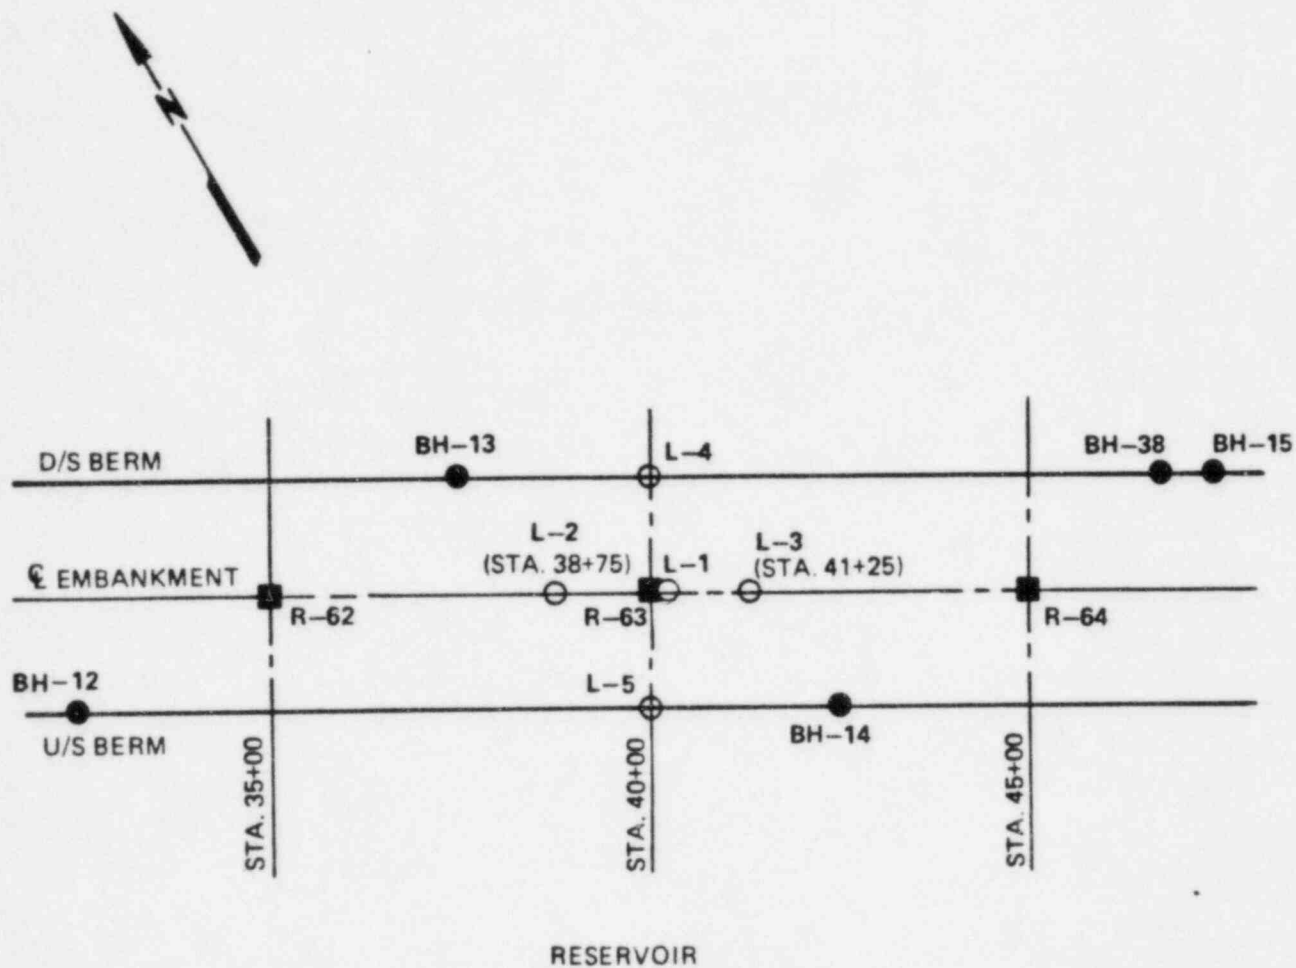 N
BH-13
L-4
BH-38
BH-15
D/S BERM
L-2
(STA. 38+75)
L-1
L-3
(STA. 41+25)
℄ EMBANKMENT
R-62
R-63
R-64
BH-12
L-5
BH-14
U/S BERM
STA. 35+00
STA. 40+00
STA. 45+00
RESERVOIR